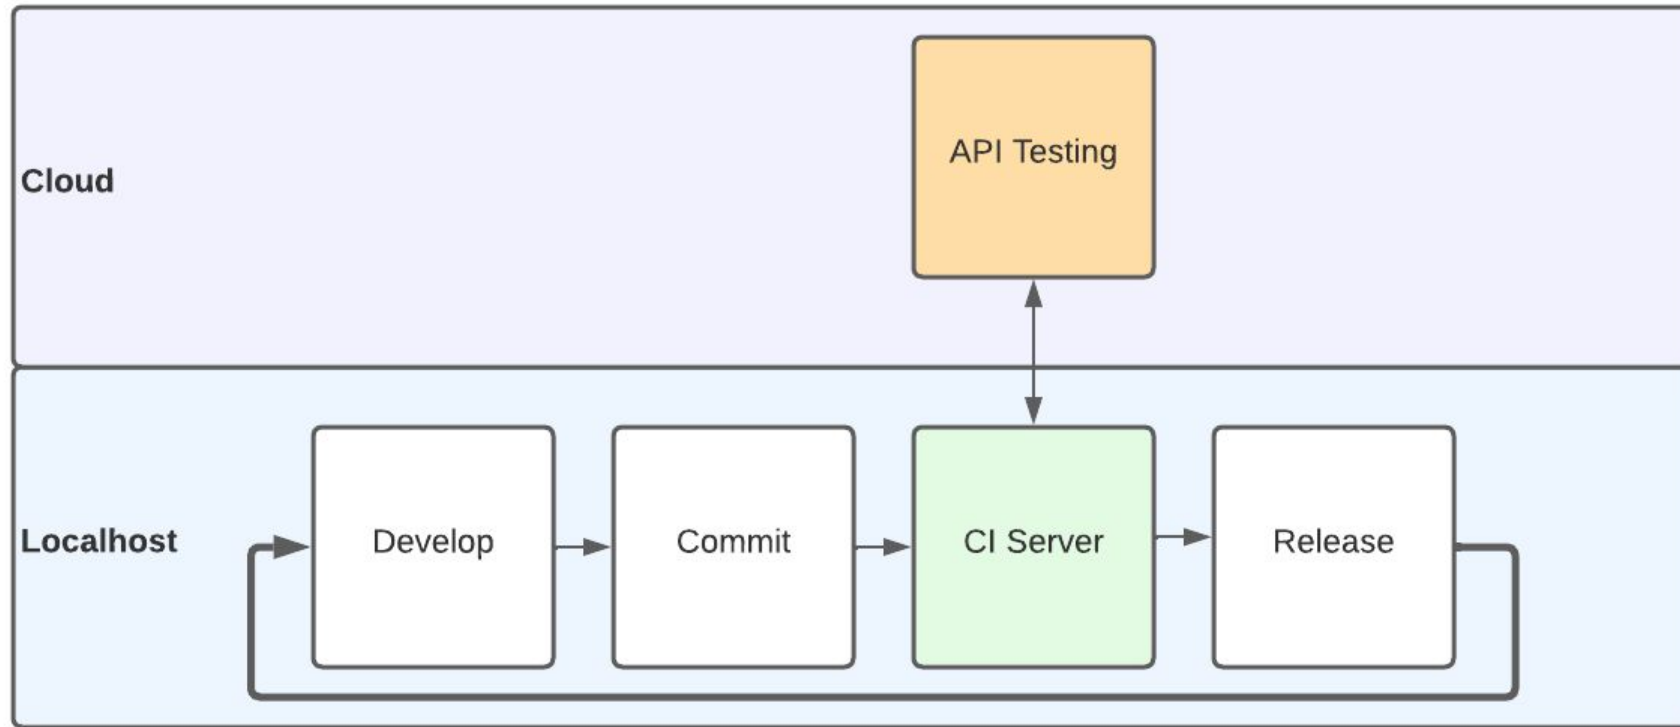 API Testing
Cloud
Localhost
Develop
Commit
CI Server
Release